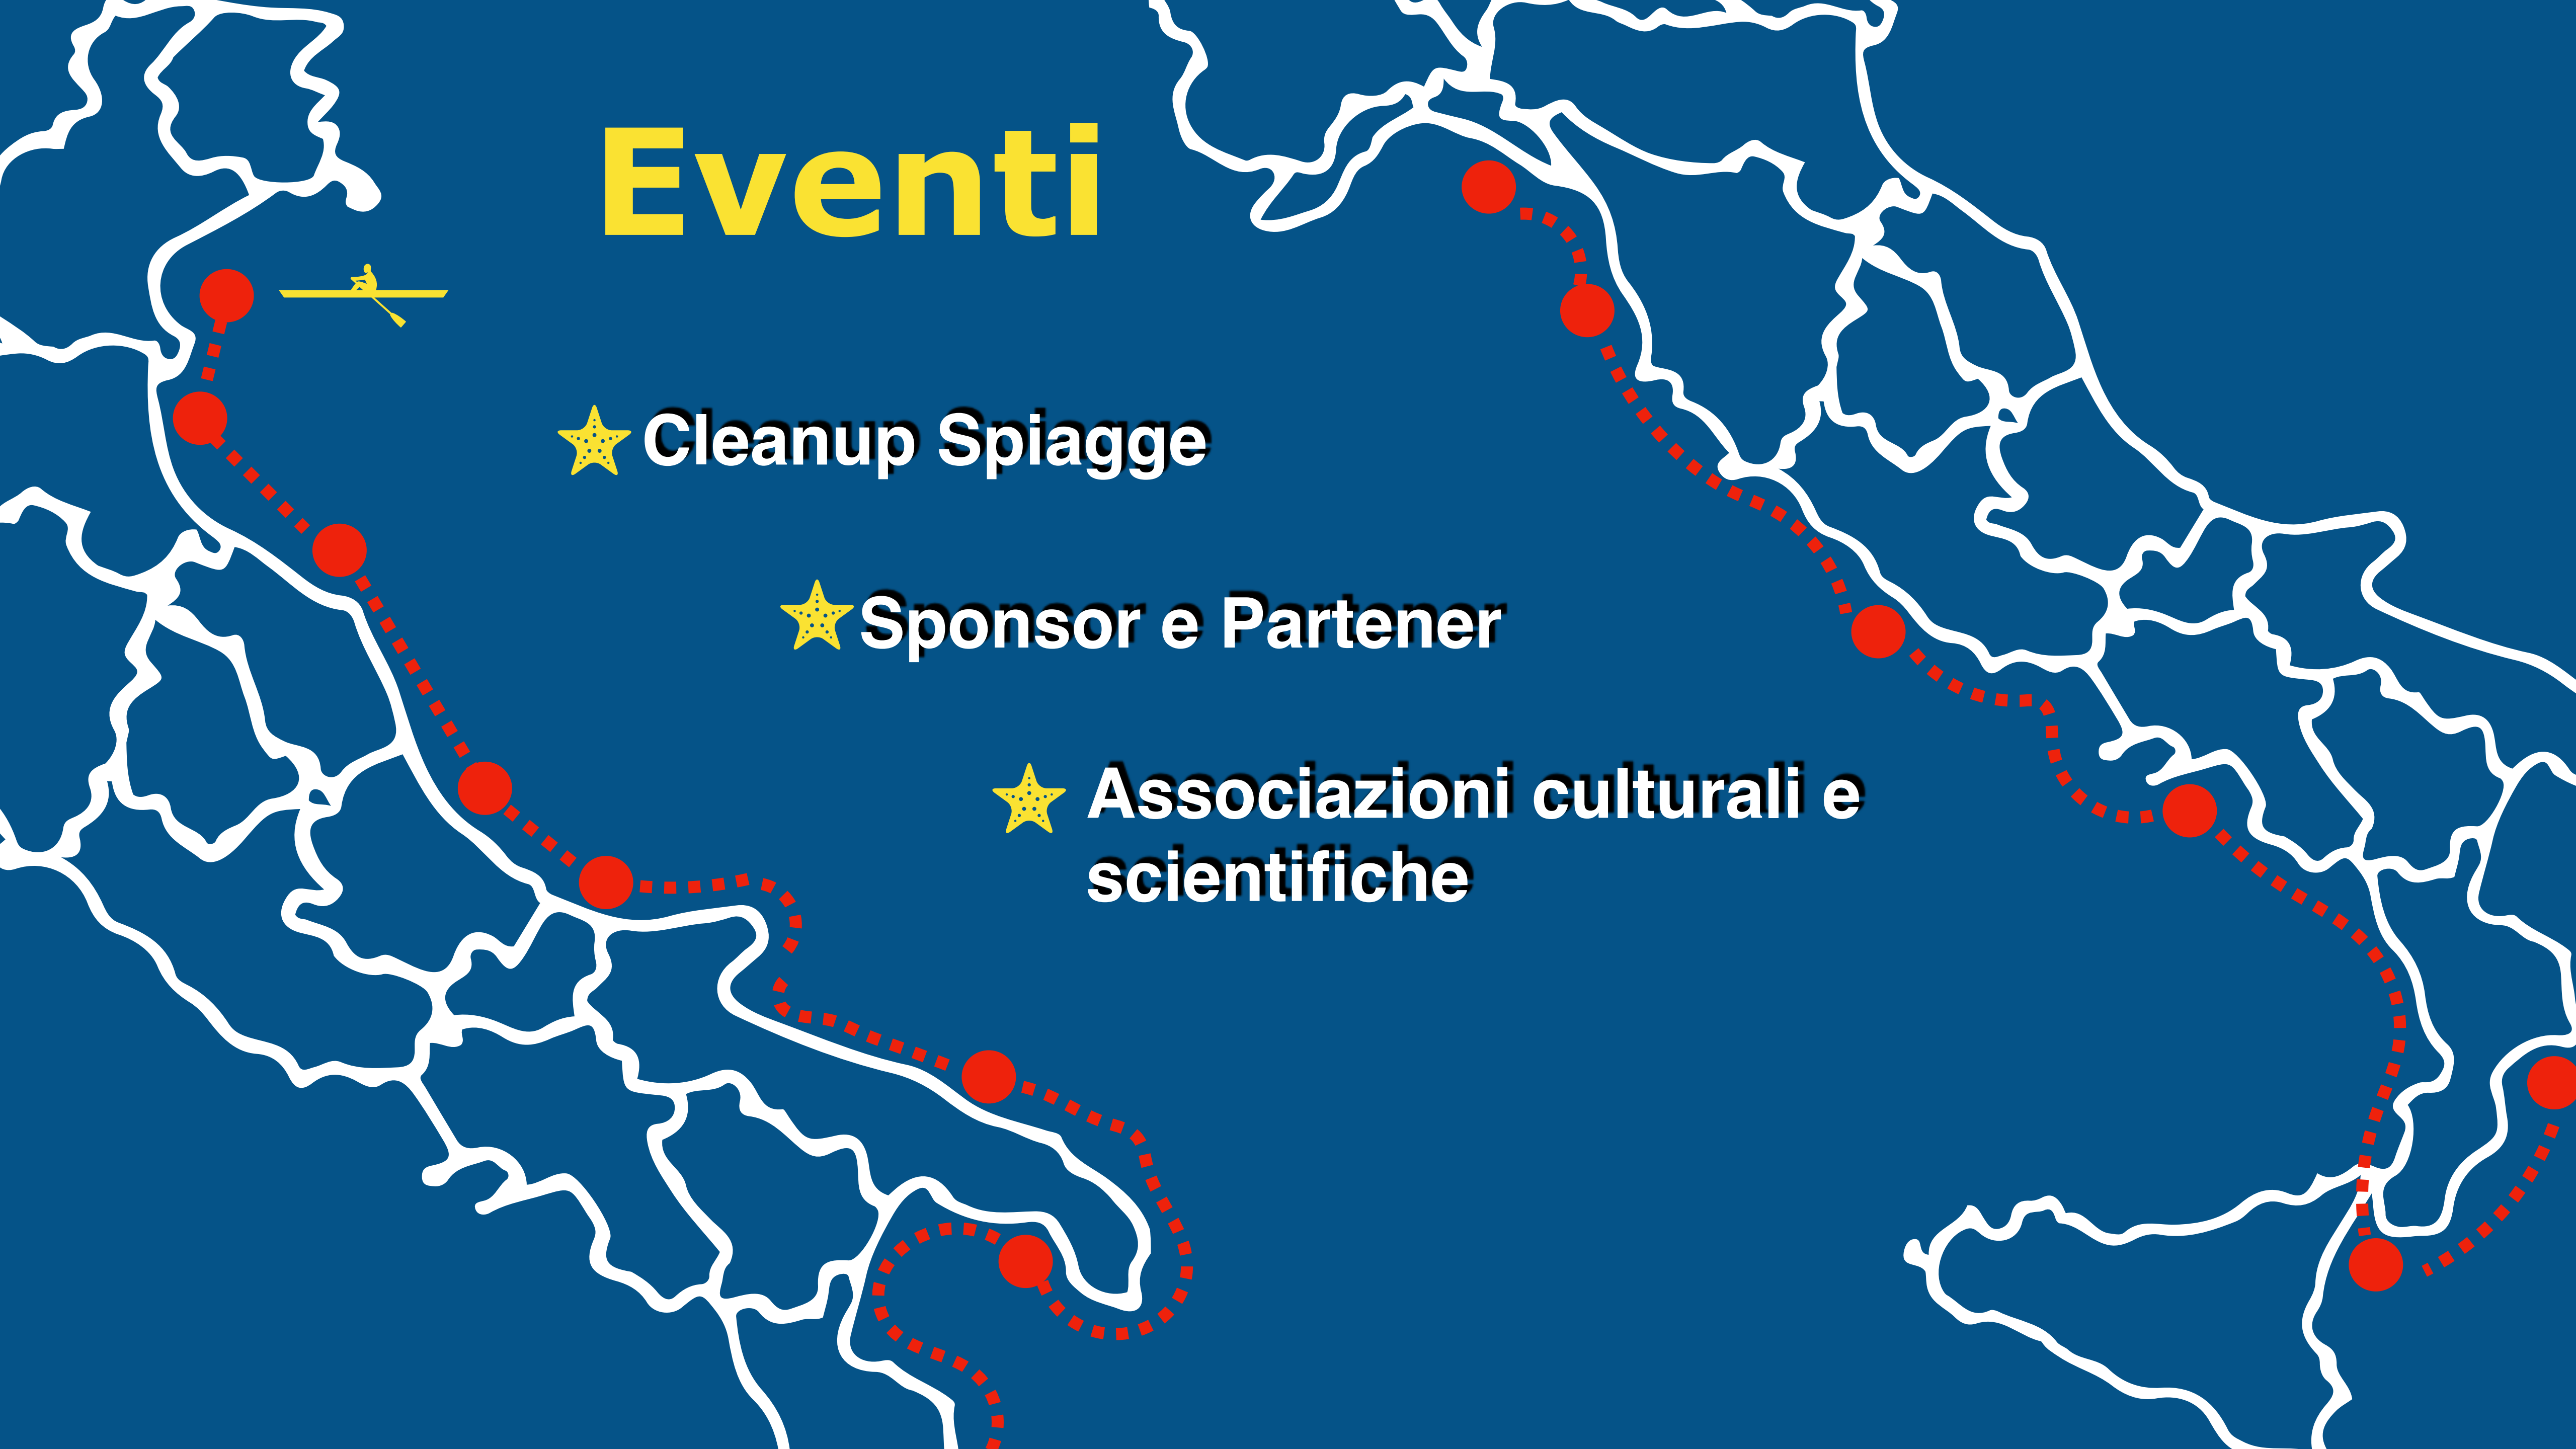 Eventi
Cleanup Spiagge
Sponsor e Partener
Associazioni culturali e
scientifiche